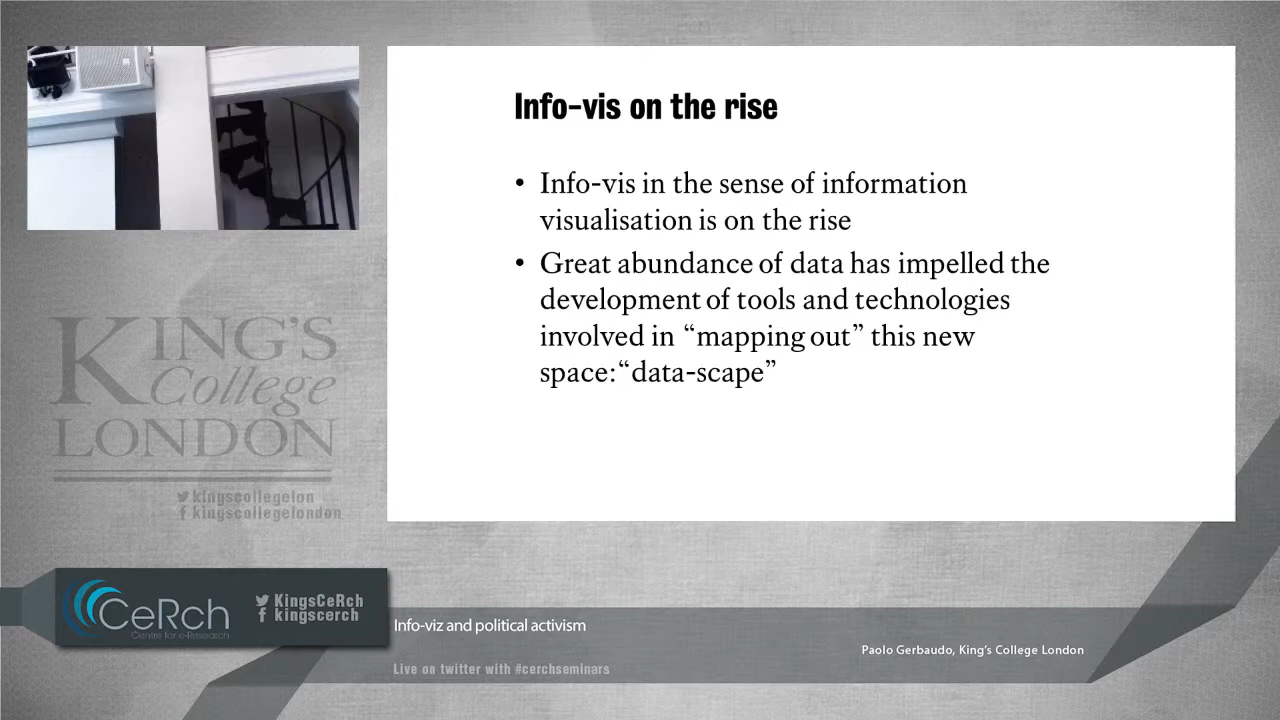 Info-vis on the rise
• Info-vis in the sense of information
visualisation is on the rise
• Great abundance of data has impelled the
development of tools and technologies
involved in “mapping out” this new
space:“data-scape”
KING'S
College
LONDON
kingscollegelon
kingscollegelondon
CeRch
Centre for e-Research
KingsCeRch
kingscerch
Info-viz and political activism
Paolo Gerbaudo, King's College London
Live on twitter with #cerchseminars